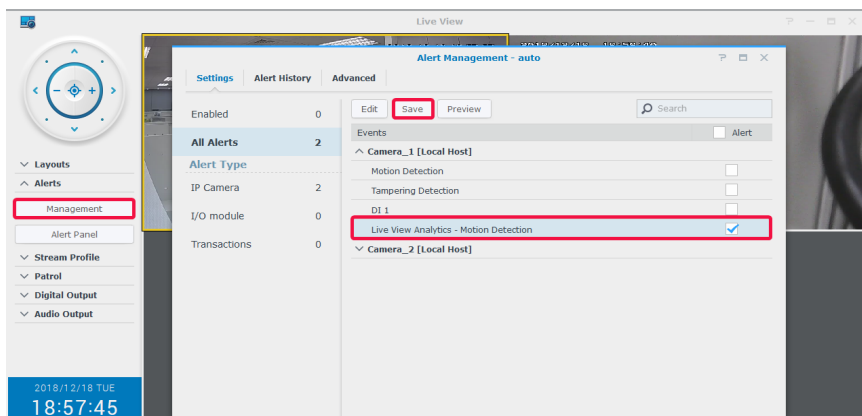 Live View
Alert Management - auto
Settings Alert History Advanced
Enabled 0
All Alerts 2
Alert Type
IP Camera 2
I/O module 0
Transactions 0
Edit Save Preview Search
Events Alert
Camera_1 [Local Host]
Motion Detection
Tampering Detection
DI 1
Live View Analytics - Motion Detection
Camera_2 [Local Host]
Layouts
Alerts
Management
Alert Panel
Stream Profile
Patrol
Digital Output
Audio Output
2018/12/18 TUE
18:57:45